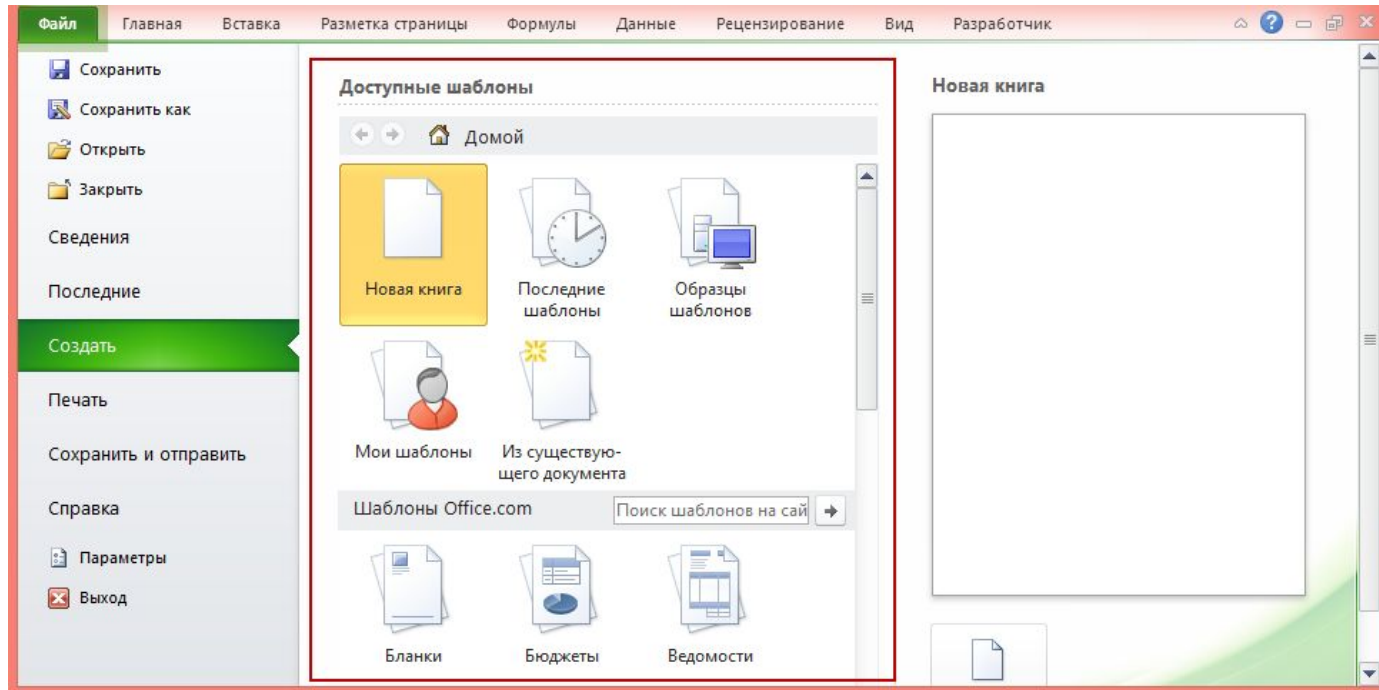 Файл Главная Вставка Разметка страницы Формулы Данные Рецензирование Вид Разработчик
Сохранить
Сохранить как
Открыть
Закрыть
Сведения
Последние
Создать
Печать
Сохранить и отправить
Справка
Параметры
Выход
Доступные шаблоны
Домой
Новая книга
Последние
шаблоны
Образцы
шаблонов
Мои шаблоны
Из существую-
щего документа
Шаблоны Office.com
Поиск шаблонов на сай
Бланки
Бюджеты
Ведомости
Новая книга